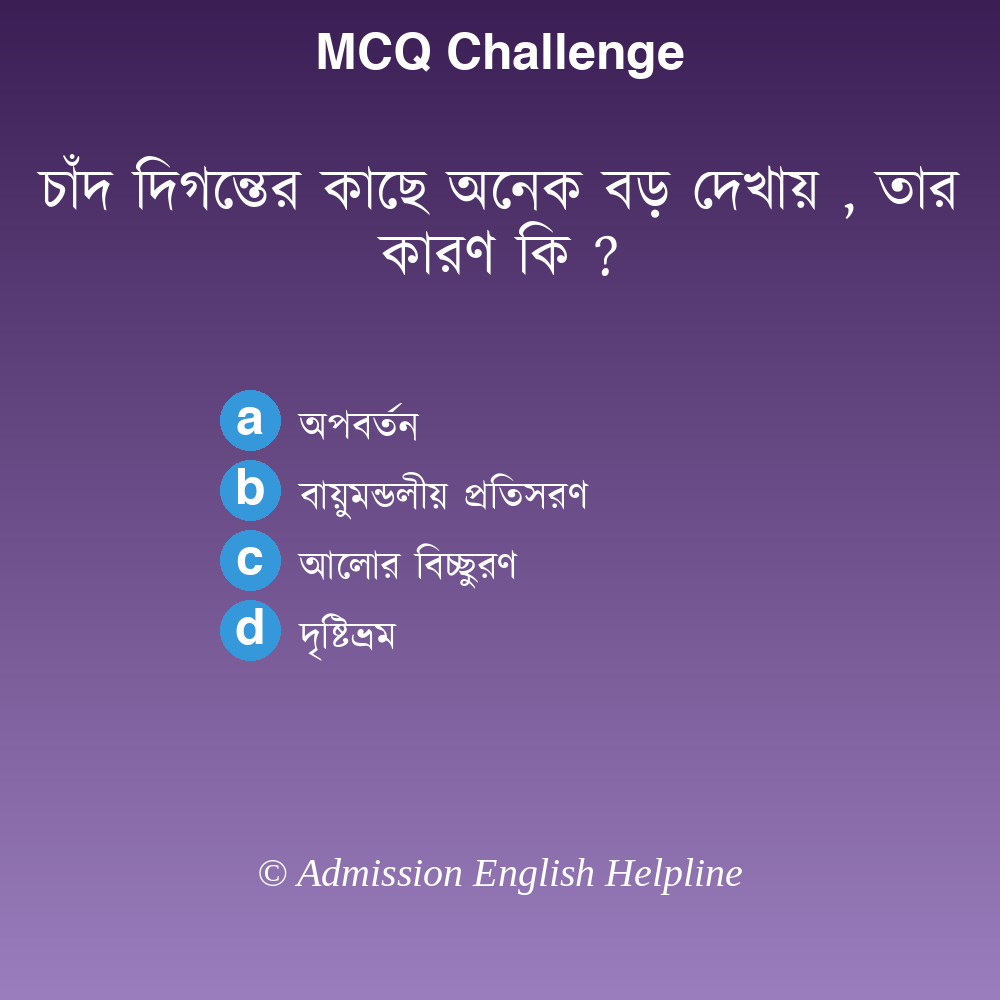 MCQ Challenge
চাঁদ দিগন্তের কাছে অনেক বড় দেখায় , তার
কারণ কি ?
a অপবর্তন
b বায়ুমন্ডলীয় প্রতিসরণ
c আলোর বিচ্ছুরণ
d দৃষ্টিভ্রম
© Admission English Helpline